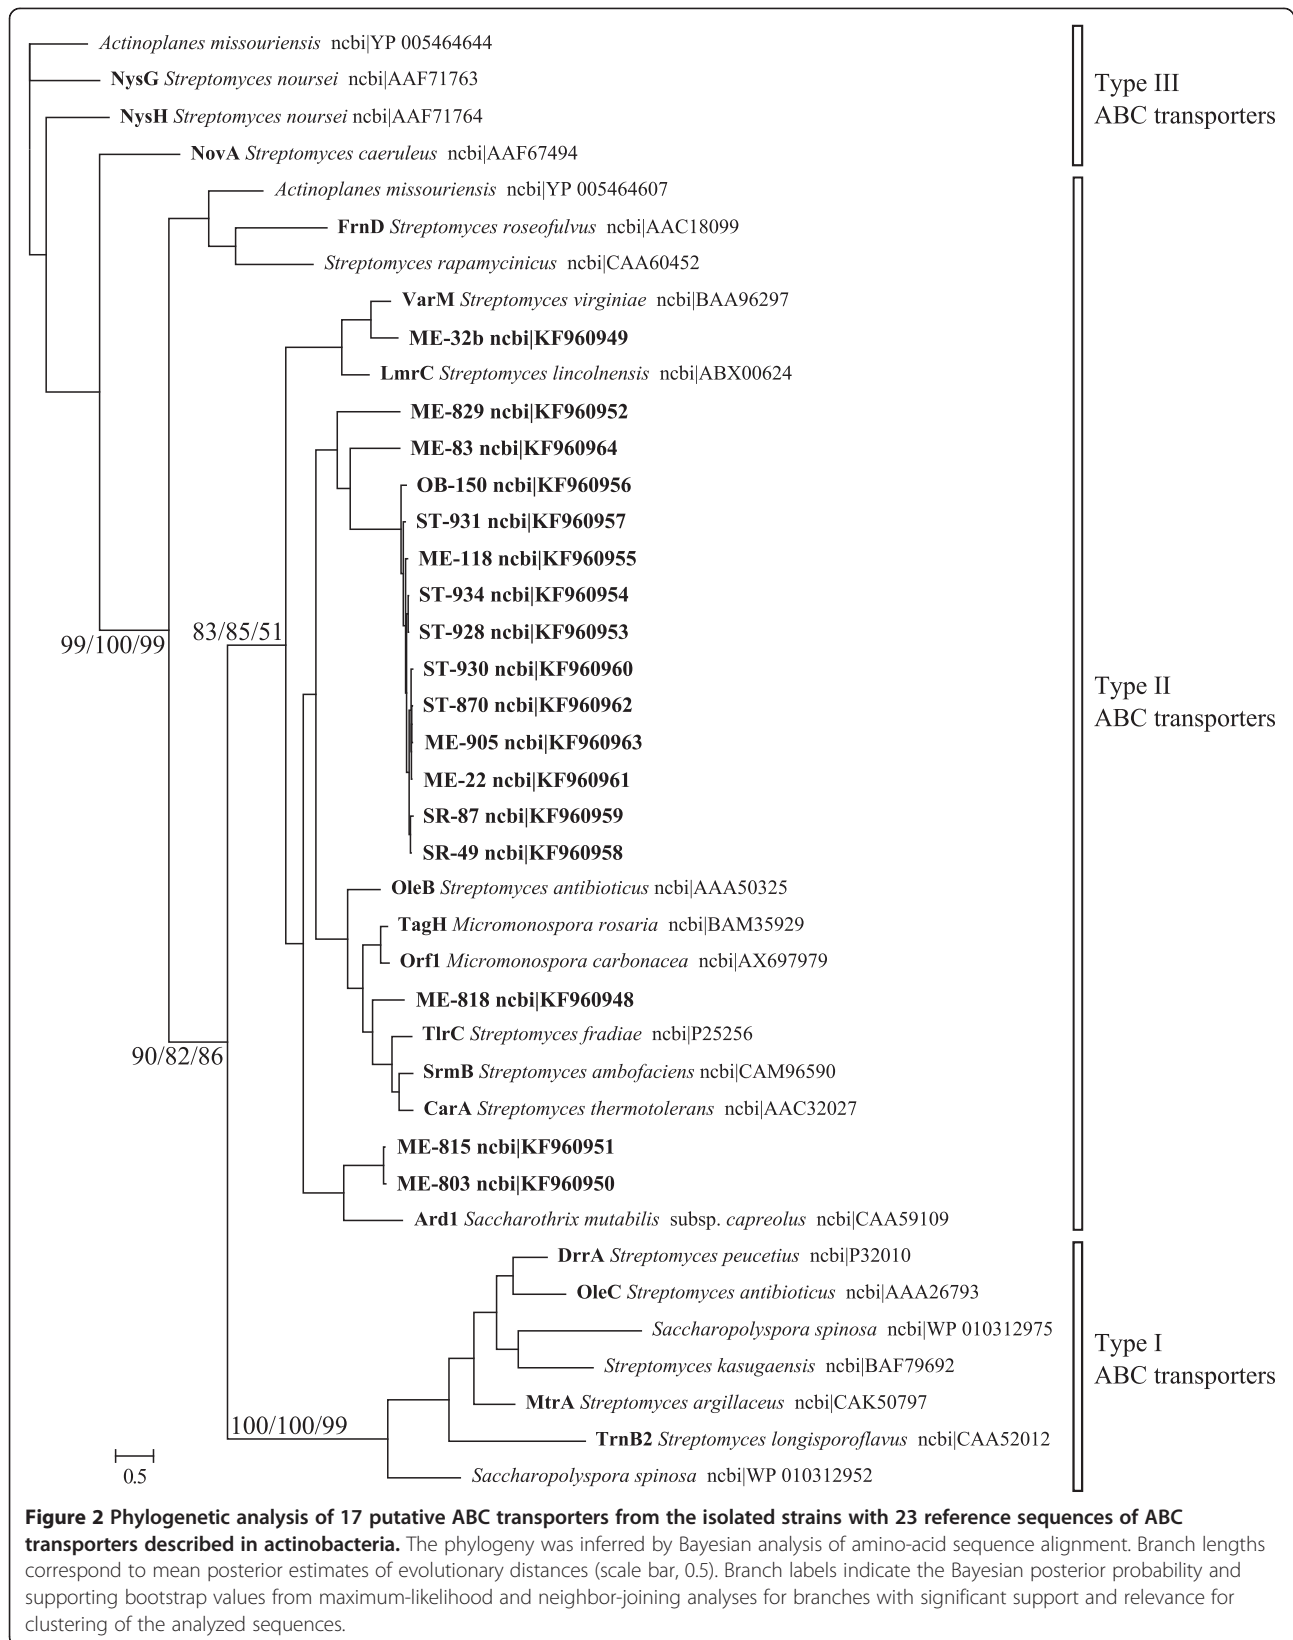 Actinoplanes missouriensis ncbi|YP 005464644
NysG Streptomyces noursei ncbi|AAF71763
NysH Streptomyces noursei ncbi|AAF71764
NovA Streptomyces caeruleus ncbi|AAF67494
Type III
ABC transporters
Actinoplanes missouriensis ncbi|YP 005464607
FrnD Streptomyces roseofulvus ncbi|AAC18099
Streptomyces rapamycinicus ncbi|CAA60452
VarM Streptomyces virginiae ncbi|BAA96297
ME-32b ncbi|KF960949
LmrC Streptomyces lincolnensis ncbi|ABX00624
ME-829 ncbi|KF960952
ME-83 ncbi|KF960964
OB-150 ncbi|KF960956
ST-931 ncbi|KF960957
ME-118 ncbi|KF960955
ST-934 ncbi|KF960954
ST-928 ncbi|KF960953
99/100/99
83/85/51
ST-930 ncbi|KF960960
ST-870 ncbi|KF960962
ME-905 ncbi|KF960963
ME-22 ncbi|KF960961
SR-87 ncbi|KF960959
SR-49 ncbi|KF960958
Type II
ABC transporters
OleB Streptomyces antibioticus ncbi|AAA50325
TagH Micromonospora rosaria ncbi|BAM35929
Orf1 Micromonospora carbonacea ncbi|AX697979
ME-818 ncbi|KF960948
TlrC Streptomyces fradiae ncbi|P25256
90/82/86
SrmB Streptomyces ambofaciens ncbi|CAM96590
CarA Streptomyces thermotolerans ncbi|AAC32027
ME-815 ncbi|KF960951
ME-803 ncbi|KF960950
Ard1 Saccharothrix mutabilis subsp. capreolus ncbi|CAA59109
DrrA Streptomyces peucetius ncbi|P32010
OleC Streptomyces antibioticus ncbi|AAA26793
Saccharopolyspora spinosa ncbi|WP 010312975
Streptomyces kasugaensis ncbi|BAF79692
Type I
ABC transporters
MtrA Streptomyces argillaceus ncbi|CAK50797
100/100/99
TrnB2 Streptomyces longisporoflavus ncbi|CAA52012
Saccharopolyspora spinosa ncbi|WP 010312952
0.5
Figure 2 Phylogenetic analysis of 17 putative ABC transporters from the isolated strains with 23 reference sequences of ABC
transporters described in actinobacteria. The phylogeny was inferred by Bayesian analysis of amino-acid sequence alignment. Branch lengths
correspond to mean posterior estimates of evolutionary distances (scale bar, 0.5). Branch labels indicate the Bayesian posterior probability and
supporting bootstrap values from maximum-likelihood and neighbor-joining analyses for branches with significant support and relevance for
clustering of the analyzed sequences.